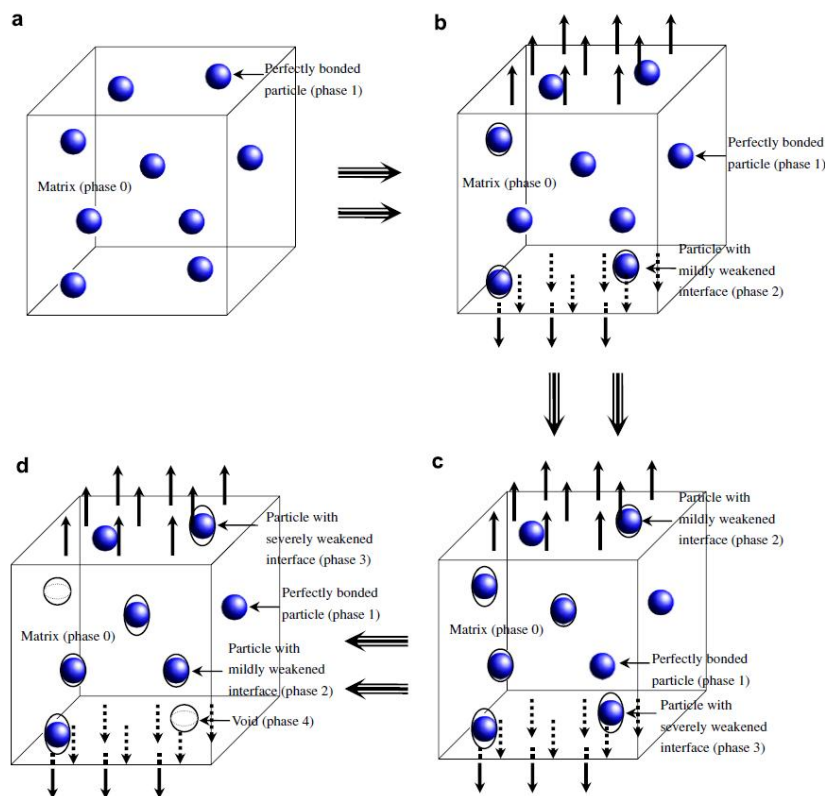 a
Perfectly bonded
particle (phase 1)
Matrix (phase 0)
b
Perfectly bonded
particle (phase 1)
Matrix (phase 0)
Particle with
mildly weakened
interface (phase 2)
d
Particle with
severely weakened
interface (phase 3)
Perfectly bonded
particle (phase 1)
Matrix (phase 0)
Particle with
mildly weakened
interface (phase 2)
Void (phase 4)
c
Particle with
mildly weakened
interface (phase 2)
Matrix (phase 0)
Perfectly bonded
particle (phase 1)
Particle with
severely weakened
interface (phase 3)